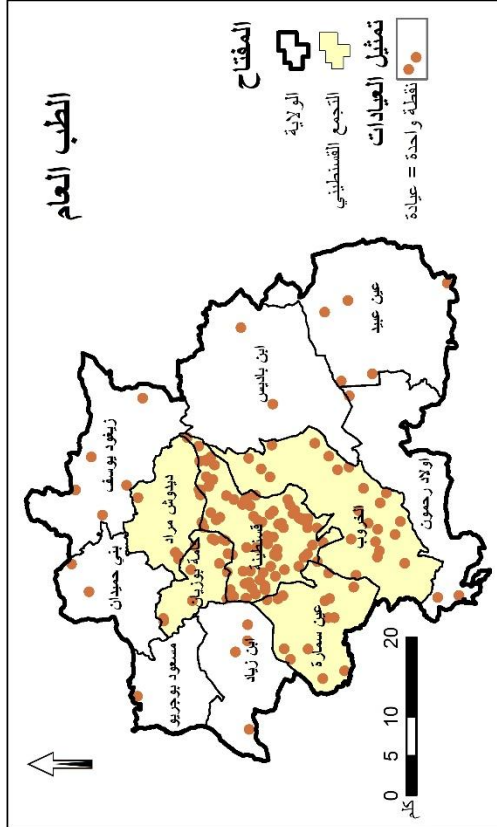 الطب العام
المفتاح
الولاية
التجمع القسنطيني
تمثيل العيادات
نقطة واحدة = عيادة
زيغود يوسف
بني حميدان
ديدوش مراد
مسعود بوجريو
حامة بوزيان
ابن زياد
قسنطينة
ابن باديس
عين سمارة
الخروب
عين عبيد
اولاد رحمون
0 5 10 20
كلم